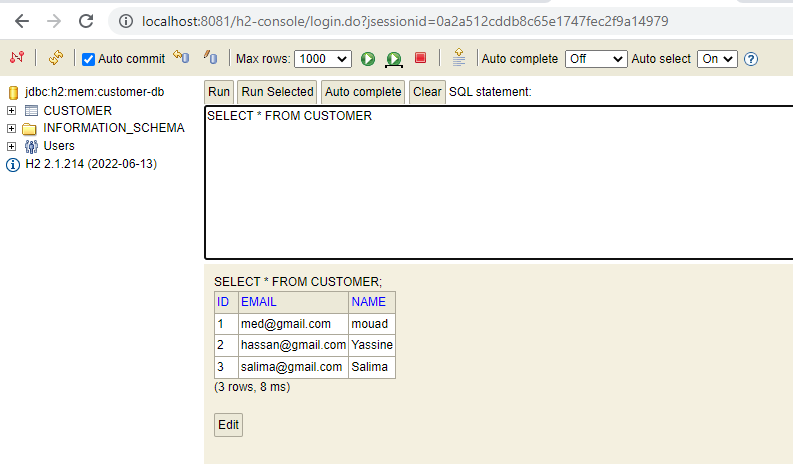 localhost:8081/h2-console/login.do?jsessionid=0a2a512cddb8c65e1747fec2f9a14979
Auto commit Max rows: 1000 Auto complete Off Auto select On ?
jdbc:h2:mem:customer-db
CUSTOMER
INFORMATION_SCHEMA
Users
H2 2.1.214 (2022-06-13)
Run Run Selected Auto complete Clear SQL statement:
SELECT * FROM CUSTOMER
SELECT * FROM CUSTOMER;
ID EMAIL NAME
1 med@gmail.com mouad
2 hassan@gmail.com Yassine
3 salima@gmail.com Salima
(3 rows, 8 ms)
Edit